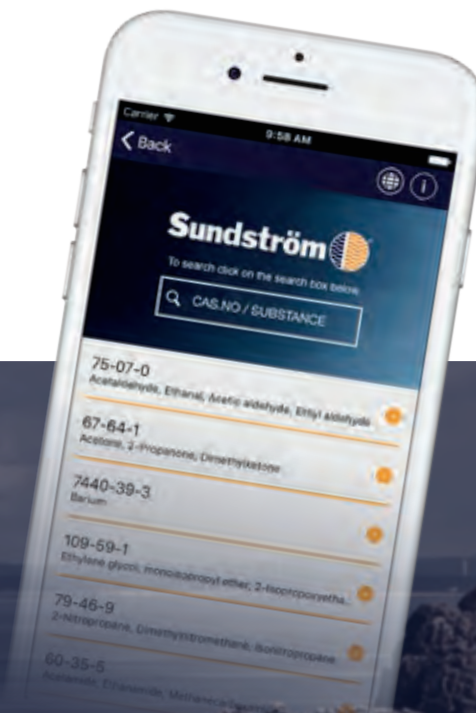 Carrier
9:58 AM
Back
i
Sundström
To search click on the search box below
CAS.NO / SUBSTANCE
75-07-0
Acetaldehyde, Ethanal, Acetic aldehyde, Ethyl aldehyde
67-64-1
Acetone, 2-Propanone, Dimethylketone
7440-39-3
Barium
109-59-1
Ethylene glycol, monoisopropyl ether,
79-46-9
2-Nitropropane, Dimethylnitromethane, Isonitropropane
60-35-5
Acetamide, Ethanamide,